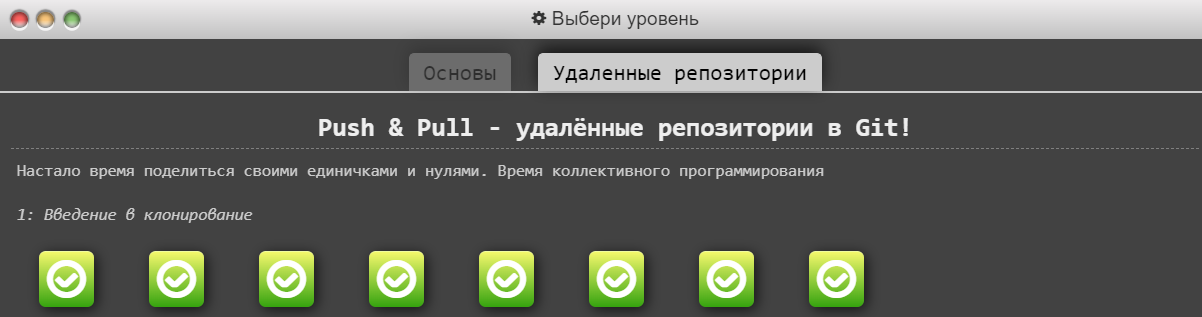 Выбери уровень
Основы
Удаленные репозитории
Push & Pull - удалённые репозитории в Git!
Настало время поделиться своими единичками и нулями. Время коллективного программирования
1: Введение в клонирование